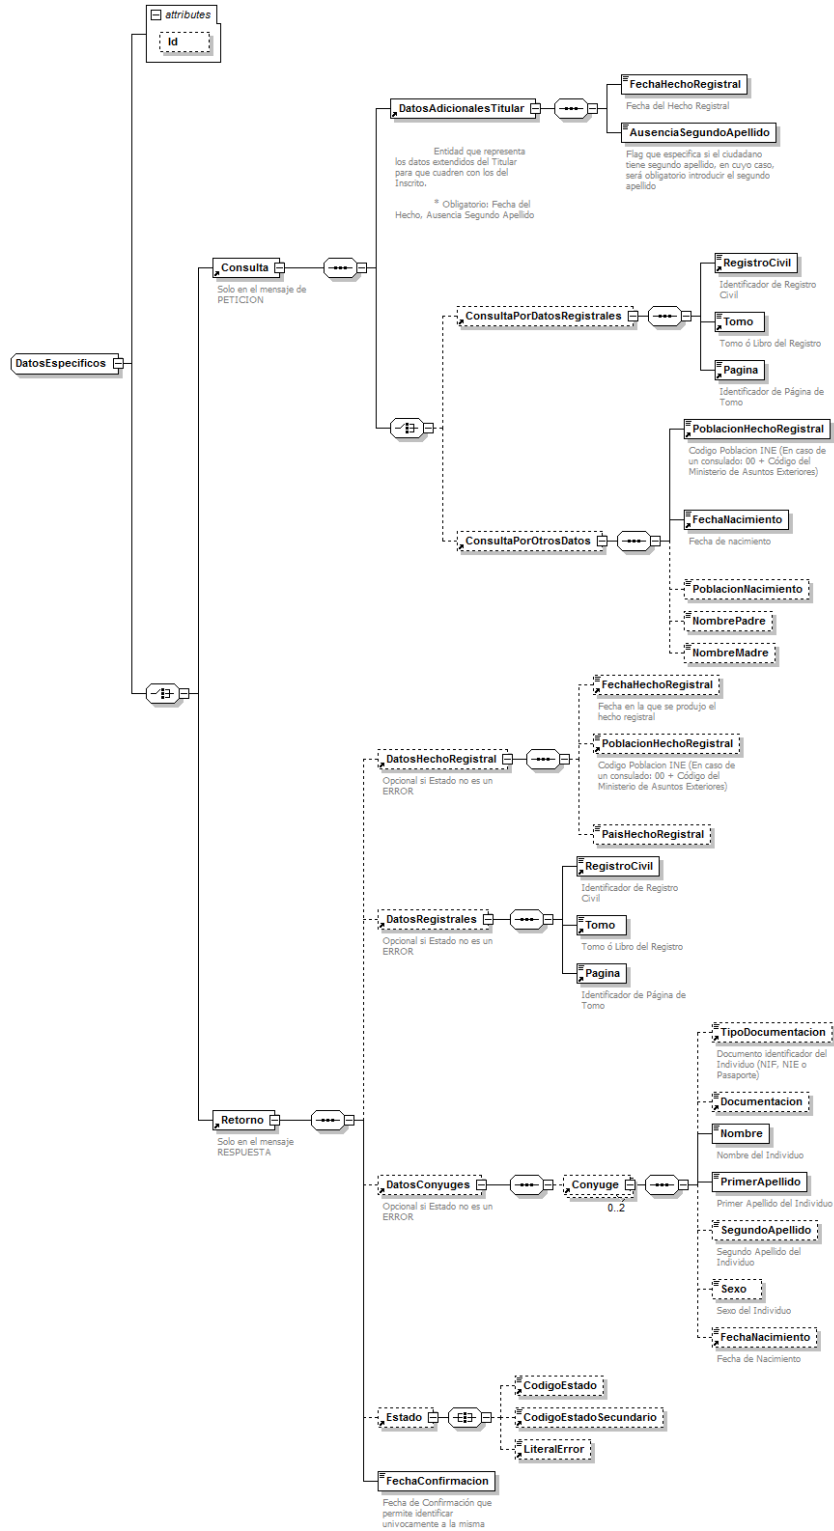 attributes
Id
DatosAdicionalesTitular
Entidad que representa
los datos extendidos del Titular
para que cuadren con los del
Inscrito.
* Obligatorio: Fecha del
Hecho, Ausencia Segundo Apellido
FechaHechoRegistral
Fecha del Hecho Registral
AusenciaSegundoApellido
Flag que especifica si el ciudadano
tiene segundo apellido, en cuyo caso,
será obligatorio introducir el segundo
apellido
Consulta
Solo en el mensaje de
PETICION
ConsultaPorDatosRegistrales
RegistroCivil
Identificador de Registro
Civil
Tomo
Tomo ó Libro del Registro
Pagina
Identificador de Página de
Tomo
DatosEspecificos
ConsultaPorOtrosDatos
PoblacionHechoRegistral
Codigo Poblacion INE (En caso de
un consulado: 00 + Código del
Ministerio de Asuntos Exteriores)
FechaNacimiento
Fecha de nacimiento
PoblacionNacimiento
NombrePadre
NombreMadre
DatosHechoRegistral
Opcional si Estado no es un
ERROR
FechaHechoRegistral
Fecha en la que se produjo el
hecho registral
PoblacionHechoRegistral
Codigo Poblacion INE (En caso de
un consulado: 00 + Código del
Ministerio de Asuntos Exteriores)
PaisHechoRegistral
DatosRegistrales
Opcional si Estado no es un
ERROR
RegistroCivil
Identificador de Registro
Civil
Tomo
Tomo ó Libro del Registro
Pagina
Identificador de Página de
Tomo
Retorno
Solo en el mensaje
RESPUESTA
DatosConyuges
Opcional si Estado no es un
ERROR
Conyuge
0..2
TipoDocumentacion
Documento identificador del
Individuo (NIF, NIE o
Pasaporte)
Documentacion
Nombre
Nombre del Individuo
PrimerApellido
Primer Apellido del Individuo
SegundoApellido
Segundo Apellido del
Individuo
Sexo
Sexo del Individuo
FechaNacimiento
Fecha de Nacimiento
Estado
CodigoEstado
CodigoEstadoSecundario
LiteralError
FechaConfirmacion
Fecha de Confirmación que
permite identificar
univocamente a la misma